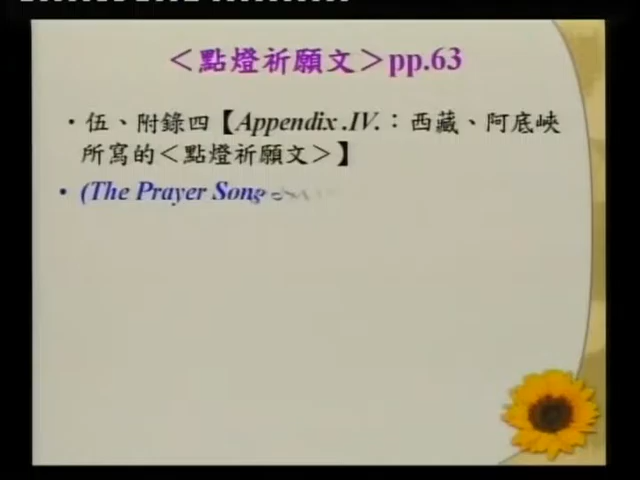 ＜點燈祈願文＞pp.63
• 伍、附錄四【Appendix .IV.：西藏、阿底峽
所寫的＜點燈祈願文＞】
• (The Prayer Song